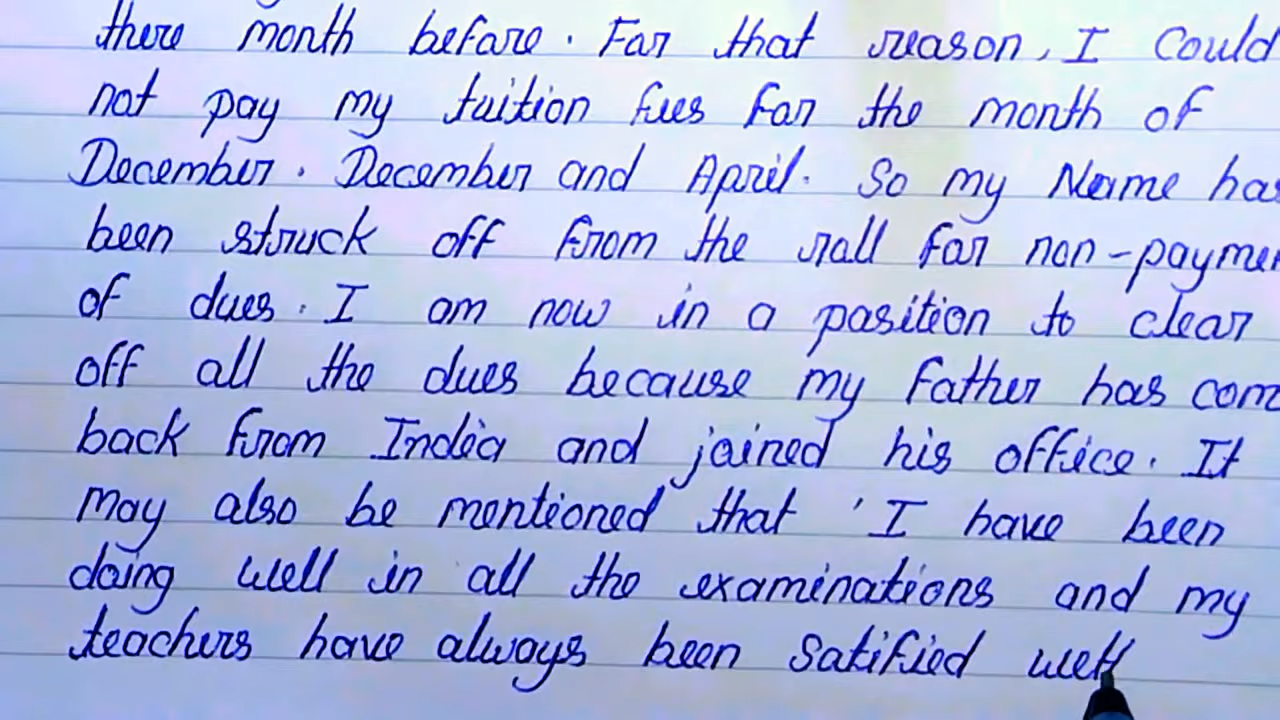 there month before. For that reason, I could
not pay my tuition fees for the month of
December. December and April. So my Name has
been struck off from the roll for non-paymen
of dues. I am now in a position to clear
off all the dues because my Father has com
back from India and joined his office. It
may also be mentioned that 'I have been
doing well in all the examinations and my
teachers have always been satified